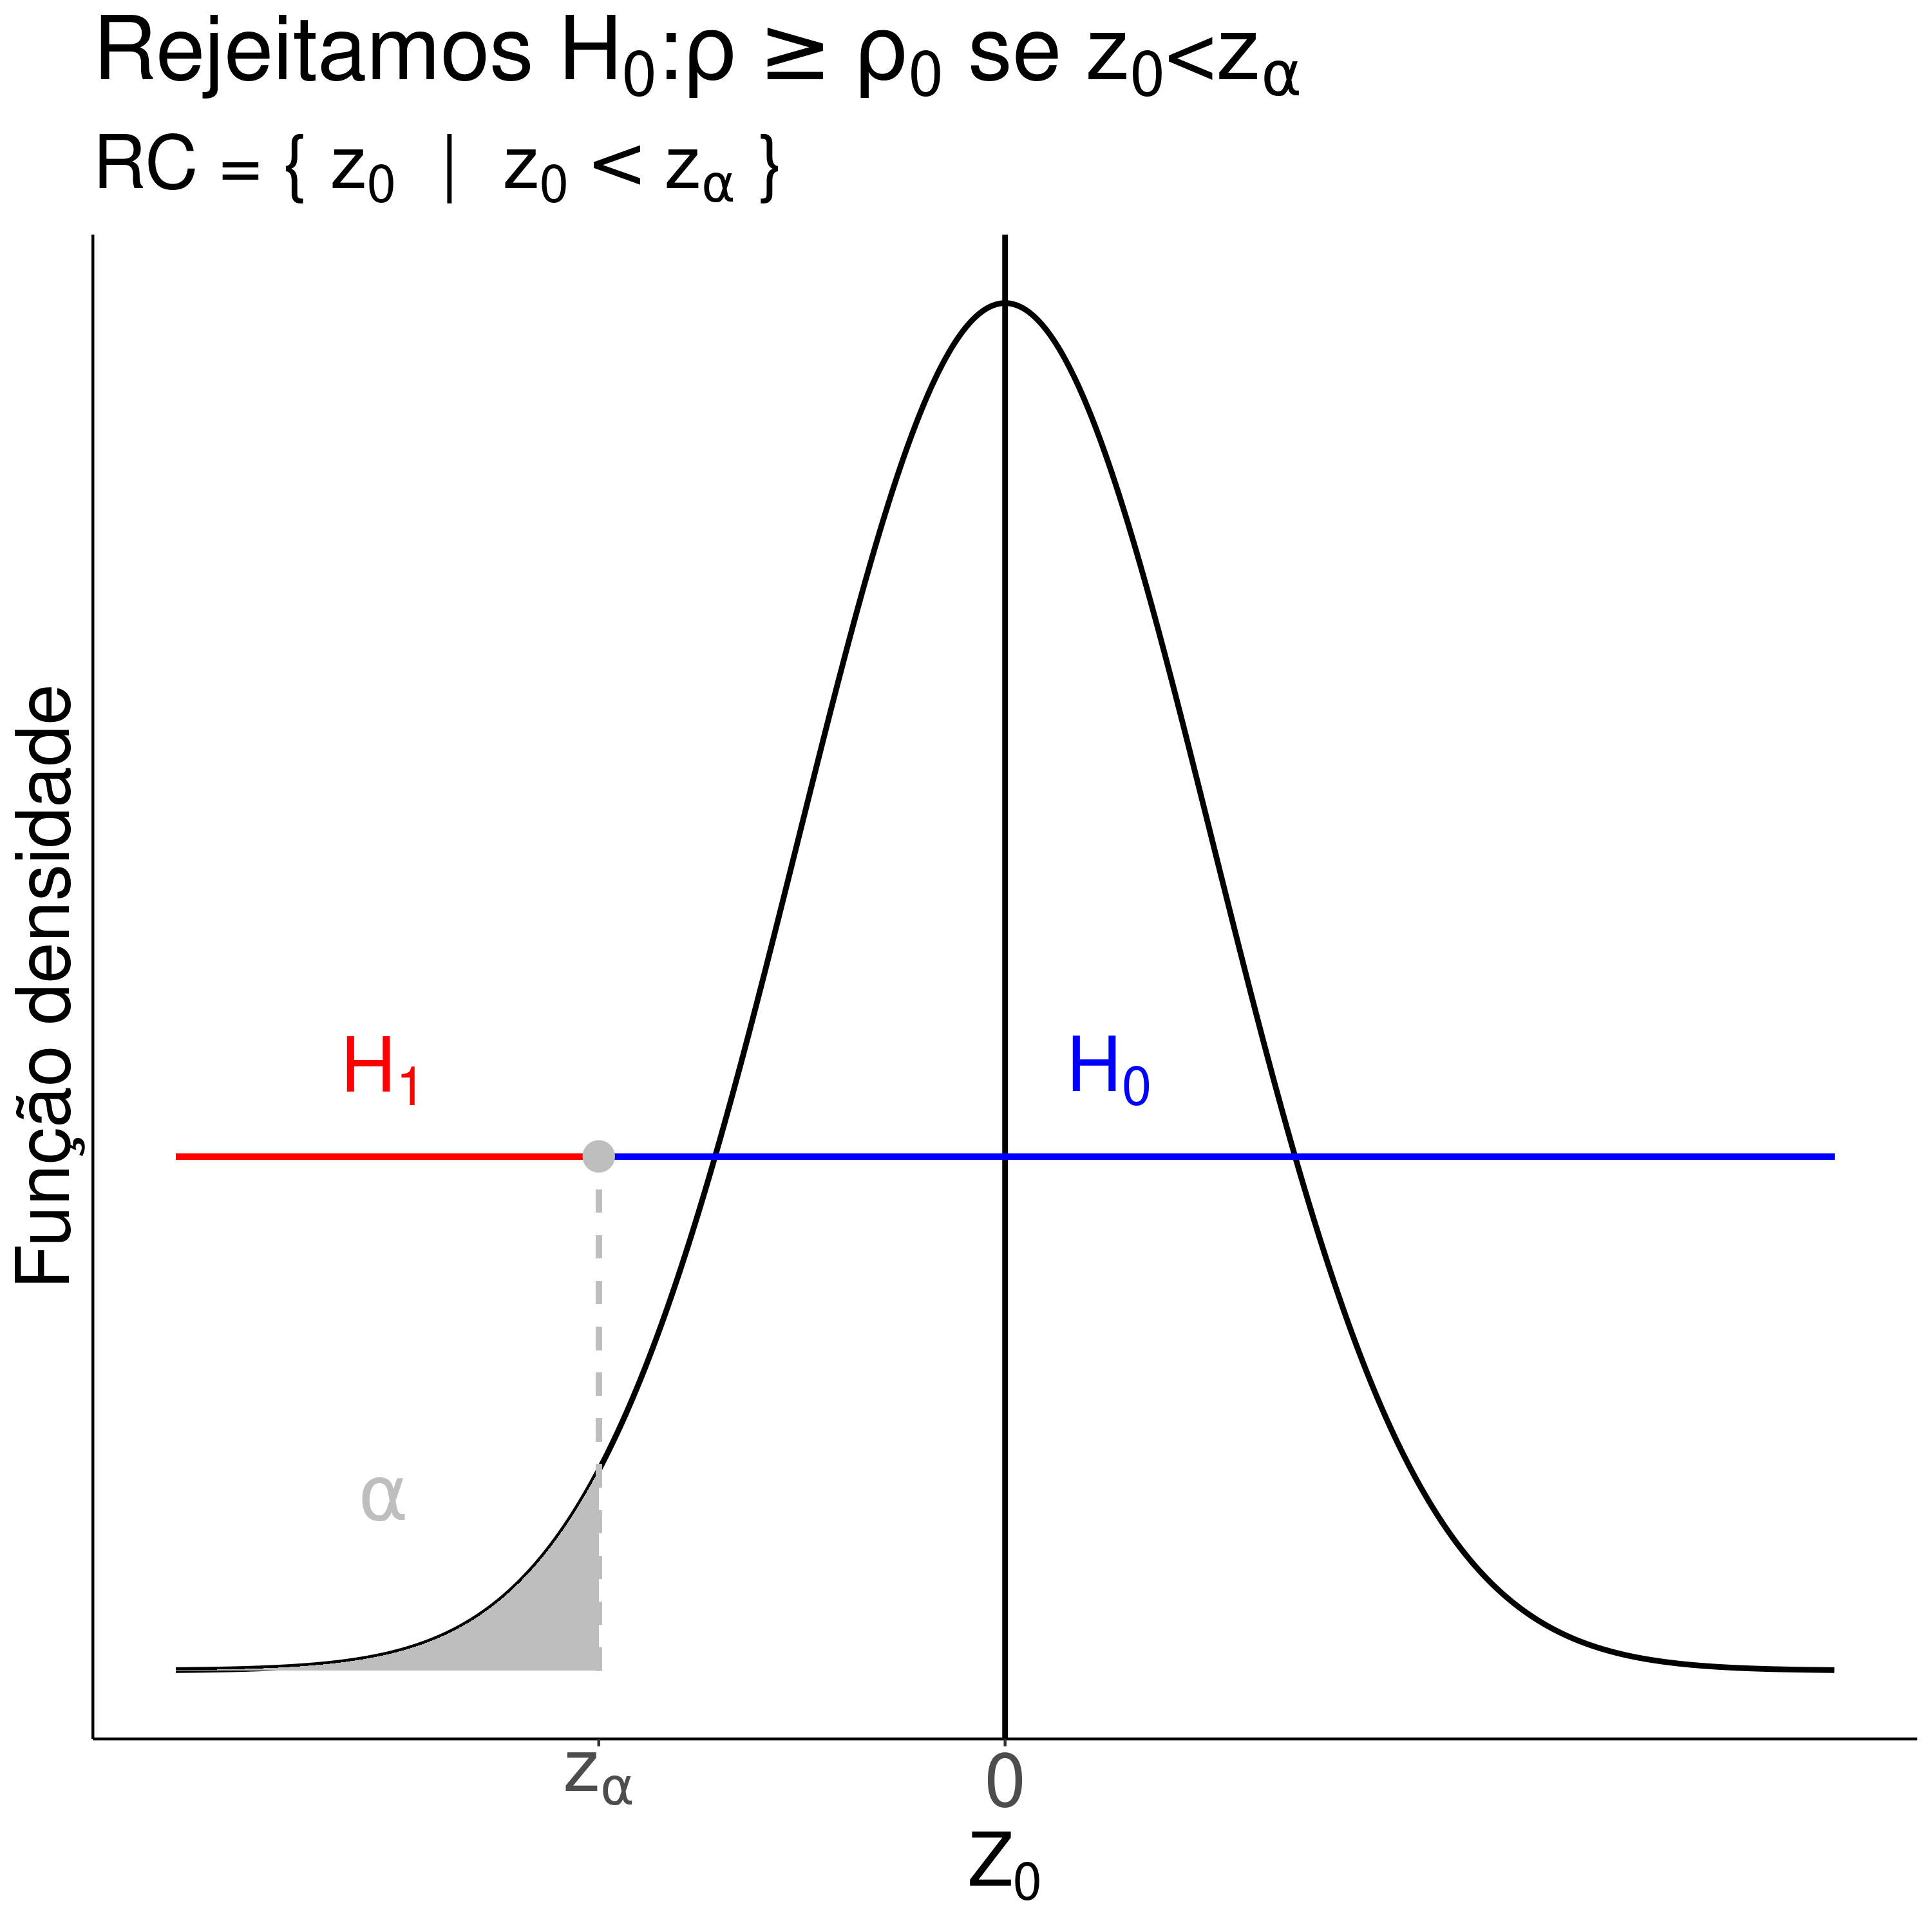 Rejeitamos H₀:ρ ≥ ρ₀ se z₀<zα
RC = { z₀ | z₀ < zα }
Função densidade
H₁
H₀
α
zα
0
Z₀